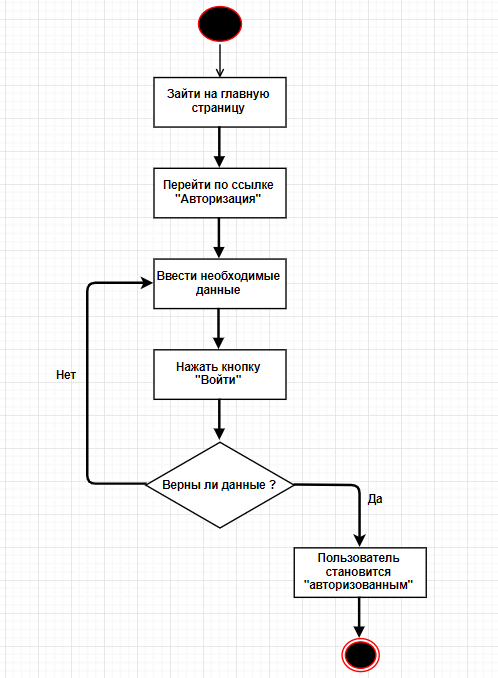 Зайти на главную
страницу
Перейти по ссылке
"Авторизация"
Ввести необходимые
данные
Нажать кнопку
"Войти"
Нет
Верны ли данные ?
Да
Пользователь
становится
"авторизованным"